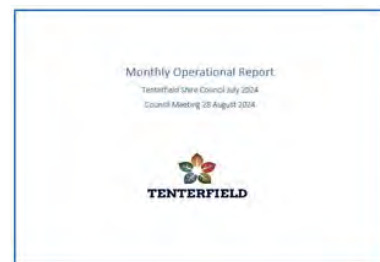 Monthly Operational Report
Tenterfield Shire Council July 2024
Council Meeting 28 August 2024
TENTERFIELD